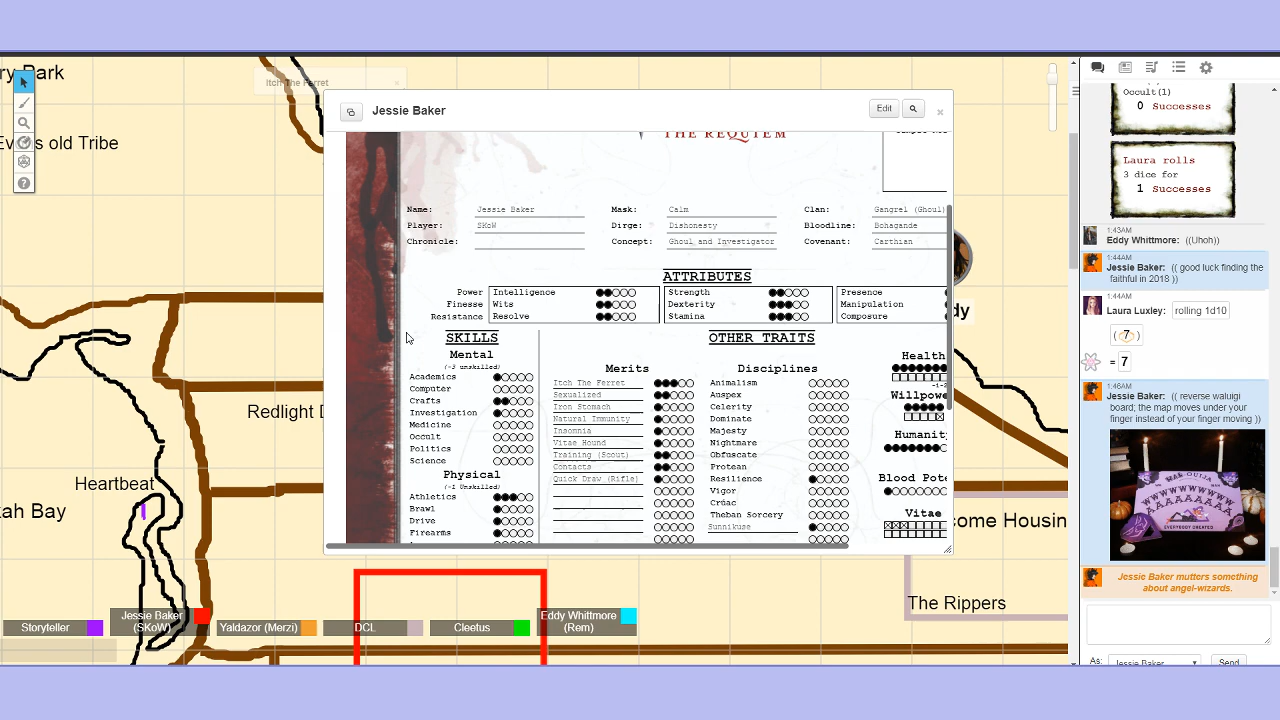 ry Park
Itch The Ferret
Eve's old Tribe
Redlight D
Heartbeat
kah Bay
come Housin
The Rippers
dy
Storyteller
Jessie Baker
(SKoW)
Yaldazor (Merzi)
DCL
Cleetus
Eddy Whittmore
(Rem)
Jessie Baker
Edit
THE REQUIEM
Name: Jessie Baker Mask: Calm Clan: Gangrel (Ghoul)
Player: SKoW Dirge: Dishonesty Bloodline: Bohagande
Chronicle: Concept: Ghoul and Investigator Covenant: Carthian
ATTRIBUTES
Power Intelligence Strength Presence
Finesse Wits Dexterity Manipulation
Resistance Resolve Stamina Composure
SKILLS
Mental
(-3 unskilled)
Academics
Computer
Crafts
Investigation
Medicine
Occult
Politics
Science
Physical
(-1 Unskilled)
Athletics
Brawl
Drive
Firearms
OTHER TRAITS
Merits
Itch The Ferret
Sexualized
Iron Stomach
Natural Immunity
Insomnia
Vitae Hound
Training (Scout)
Contacts
Quick Draw (Rifle)
Disciplines
Animalism
Auspex
Celerity
Dominate
Majesty
Nightmare
Obfuscate
Protean
Resilience
Vigor
Crúac
Theban Sorcery
Sunnikuse
Health
Willpowe
Humanity
Blood Pote
Vitae
Occult(1)
0 Successes
Laura rolls
3 dice for
1 Successes
1:43AM
Eddy Whittmore: ((Uhoh))
1:44AM
Jessie Baker: (( good luck finding the
faithful in 2018 ))
1:44AM
Laura Luxley: rolling 1d10
(7)
= 7
1:46AM
Jessie Baker: (( reverse waluigi
board; the map moves under your
finger instead of your finger moving ))
EVERYBODY CREATED
Jessie Baker mutters something
about angel-wizards.
As: Jessie Baker Send